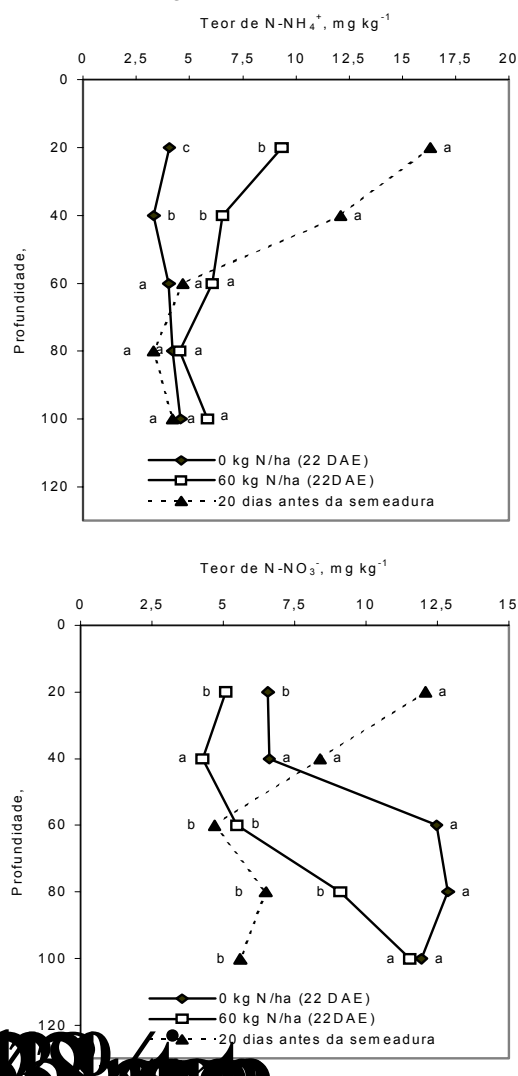 Teor de N-NH₄⁺, mg kg⁻¹
0 2,5 5 7,5 10 12,5 15 17,5 20
0
20 c b a
40 b b a
60 a a a
80 a a a
100 a a a
120
Profundidade,
0 kg N/ha (22 DAE)
60 kg N/ha (22DAE)
20 dias antes da semeadura
Teor de N-NO₃⁻, mg kg⁻¹
0 2,5 5 7,5 10 12,5 15
0
20 b b a
40 a a a
60 b b a
80 b b a
100 b a a
120
Profundidade,
0 kg N/ha (22 DAE)
60 kg N/ha (22DAE)
20 dias antes da semeadura